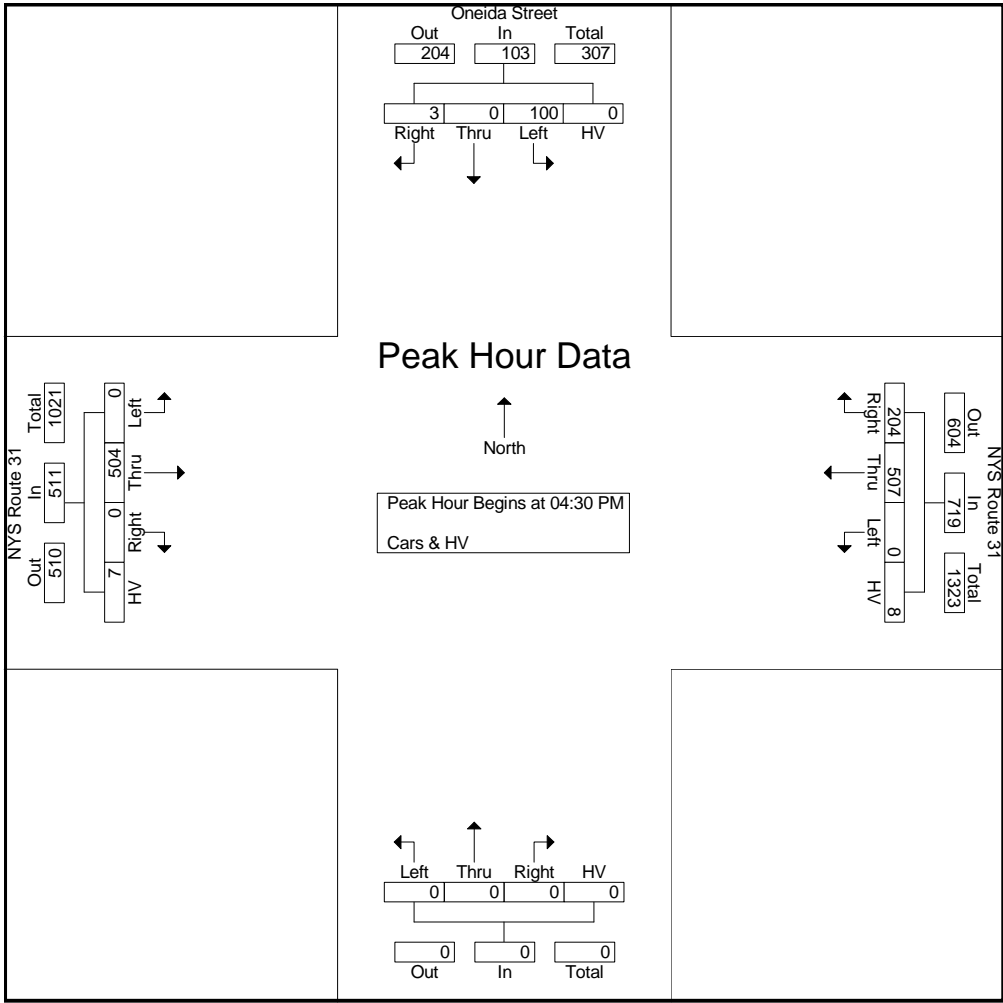 Oneida Street
Out In Total
204 103 307
3 0 100 0
Right Thru Left HV
Peak Hour Data
North
Peak Hour Begins at 04:30 PM
Cars & HV
NYS Route 31
Total In Out
1021 511 510
0 504 0 7
Left Thru Right HV
NYS Route 31
Out In Total
604 719 1323
204 507 0 8
Right Thru Left HV
Left Thru Right HV
0 0 0 0
0 0 0
Out In Total